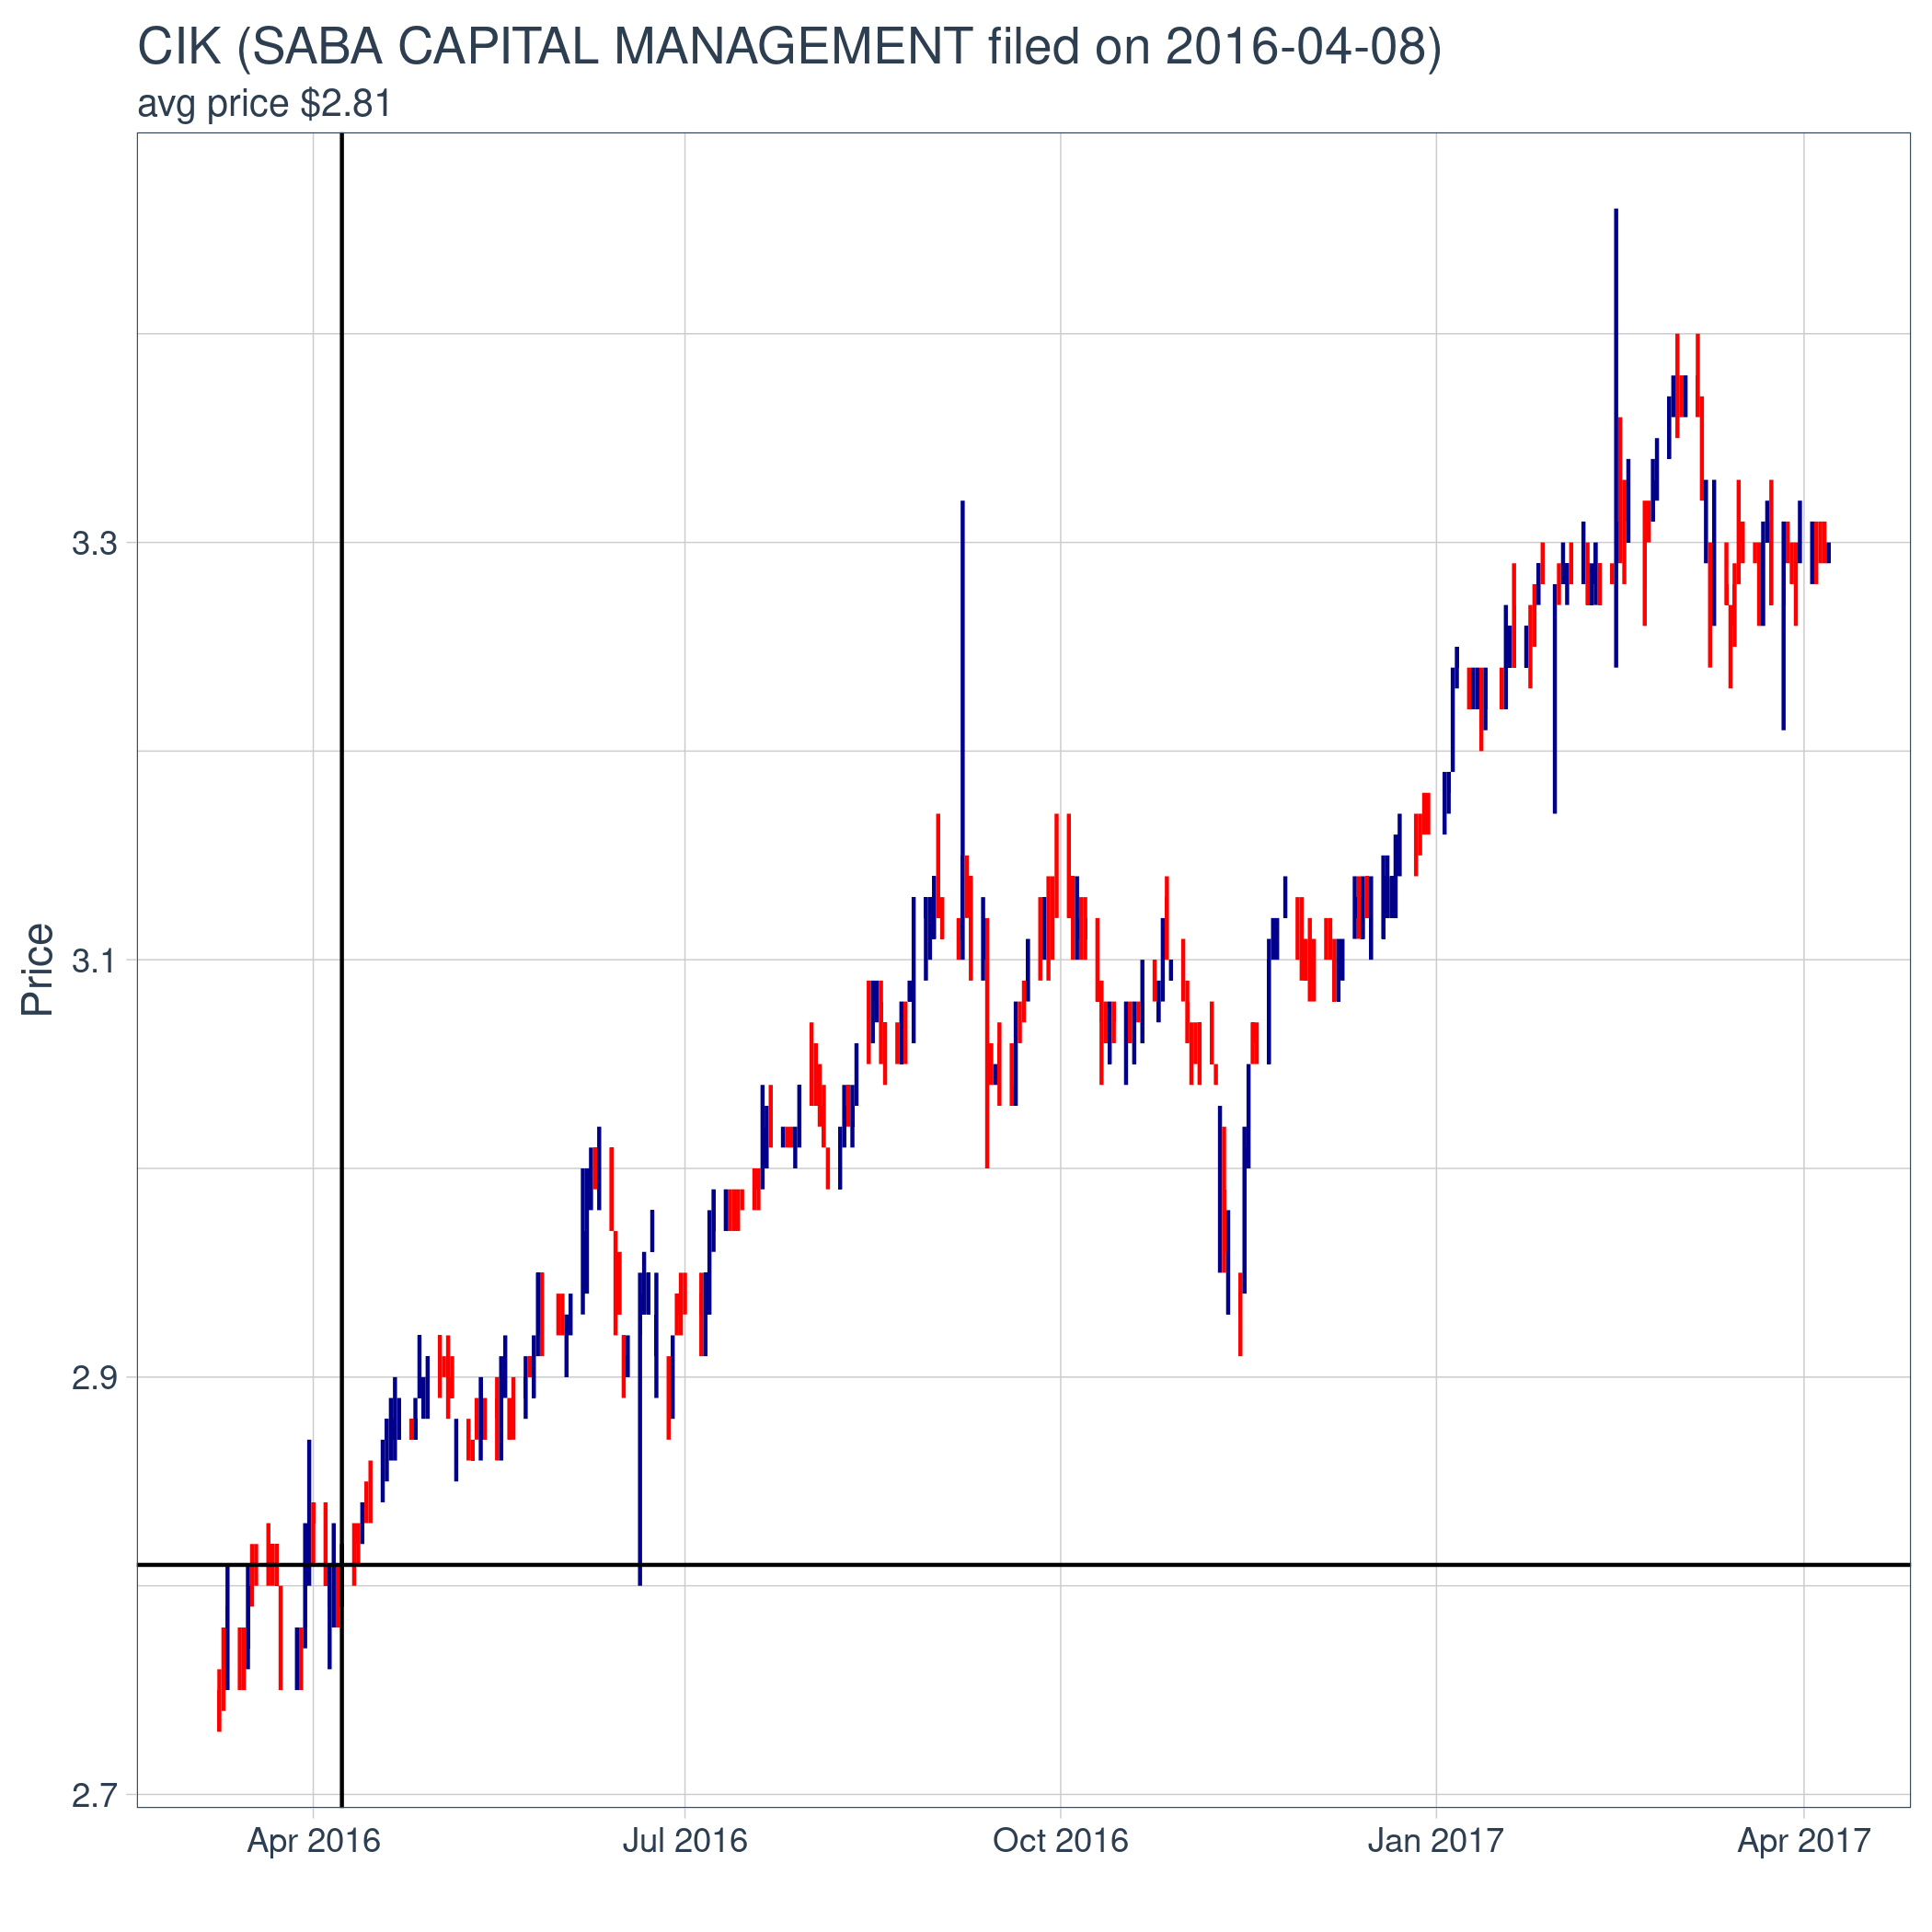 CIK (SABA CAPITAL MANAGEMENT filed on 2016-04-08)
avg price $2.81
Price
3.3
3.1
2.9
2.7
Apr 2016
Jul 2016
Oct 2016
Jan 2017
Apr 2017